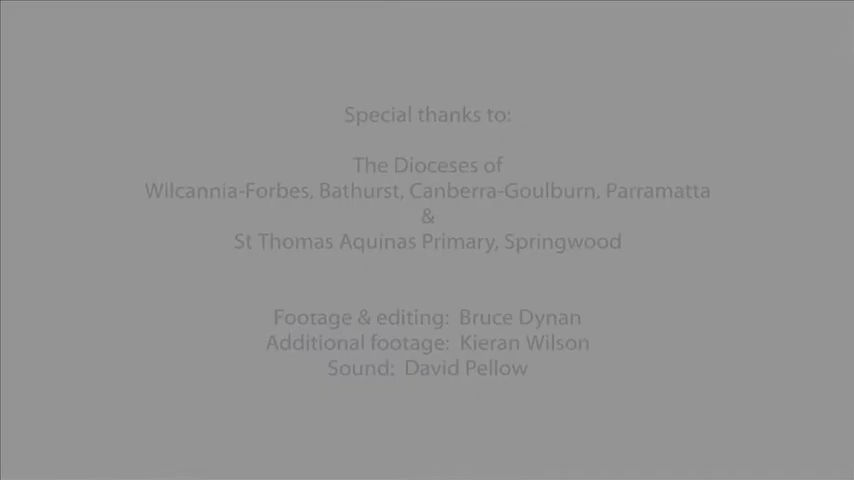 Special thanks to:
The Dioceses of
Wilcannia-Forbes, Bathurst, Canberra-Goulburn, Parramatta
&
St Thomas Aquinas Primary, Springwood
Footage & editing: Bruce Dynan
Additional footage: Kieran Wilson
Sound: David Pellow